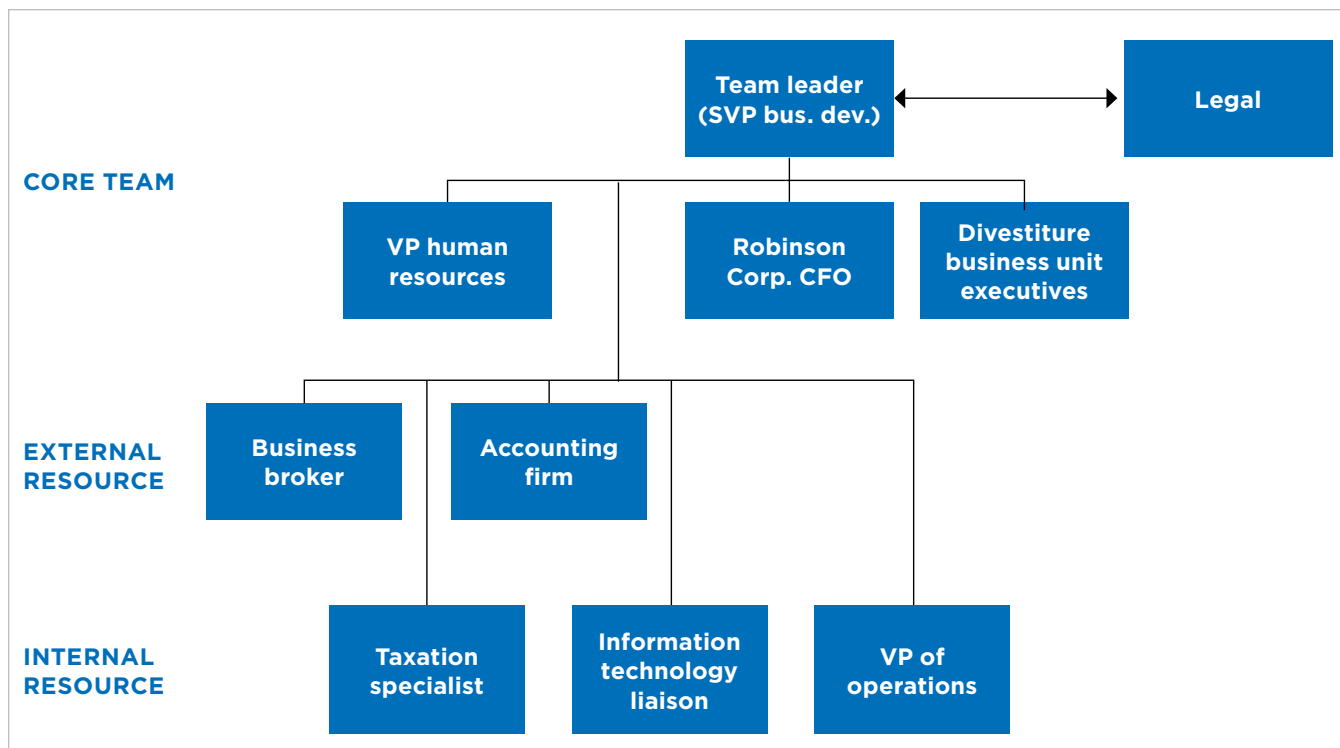 Team leader
(SVP bus. dev.)
Legal
CORE TEAM
VP human
resources
Robinson
Corp. CFO
Divestiture
business unit
executives
EXTERNAL
RESOURCE
Business
broker
Accounting
firm
INTERNAL
RESOURCE
Taxation
specialist
Information
technology
liaison
VP of
operations